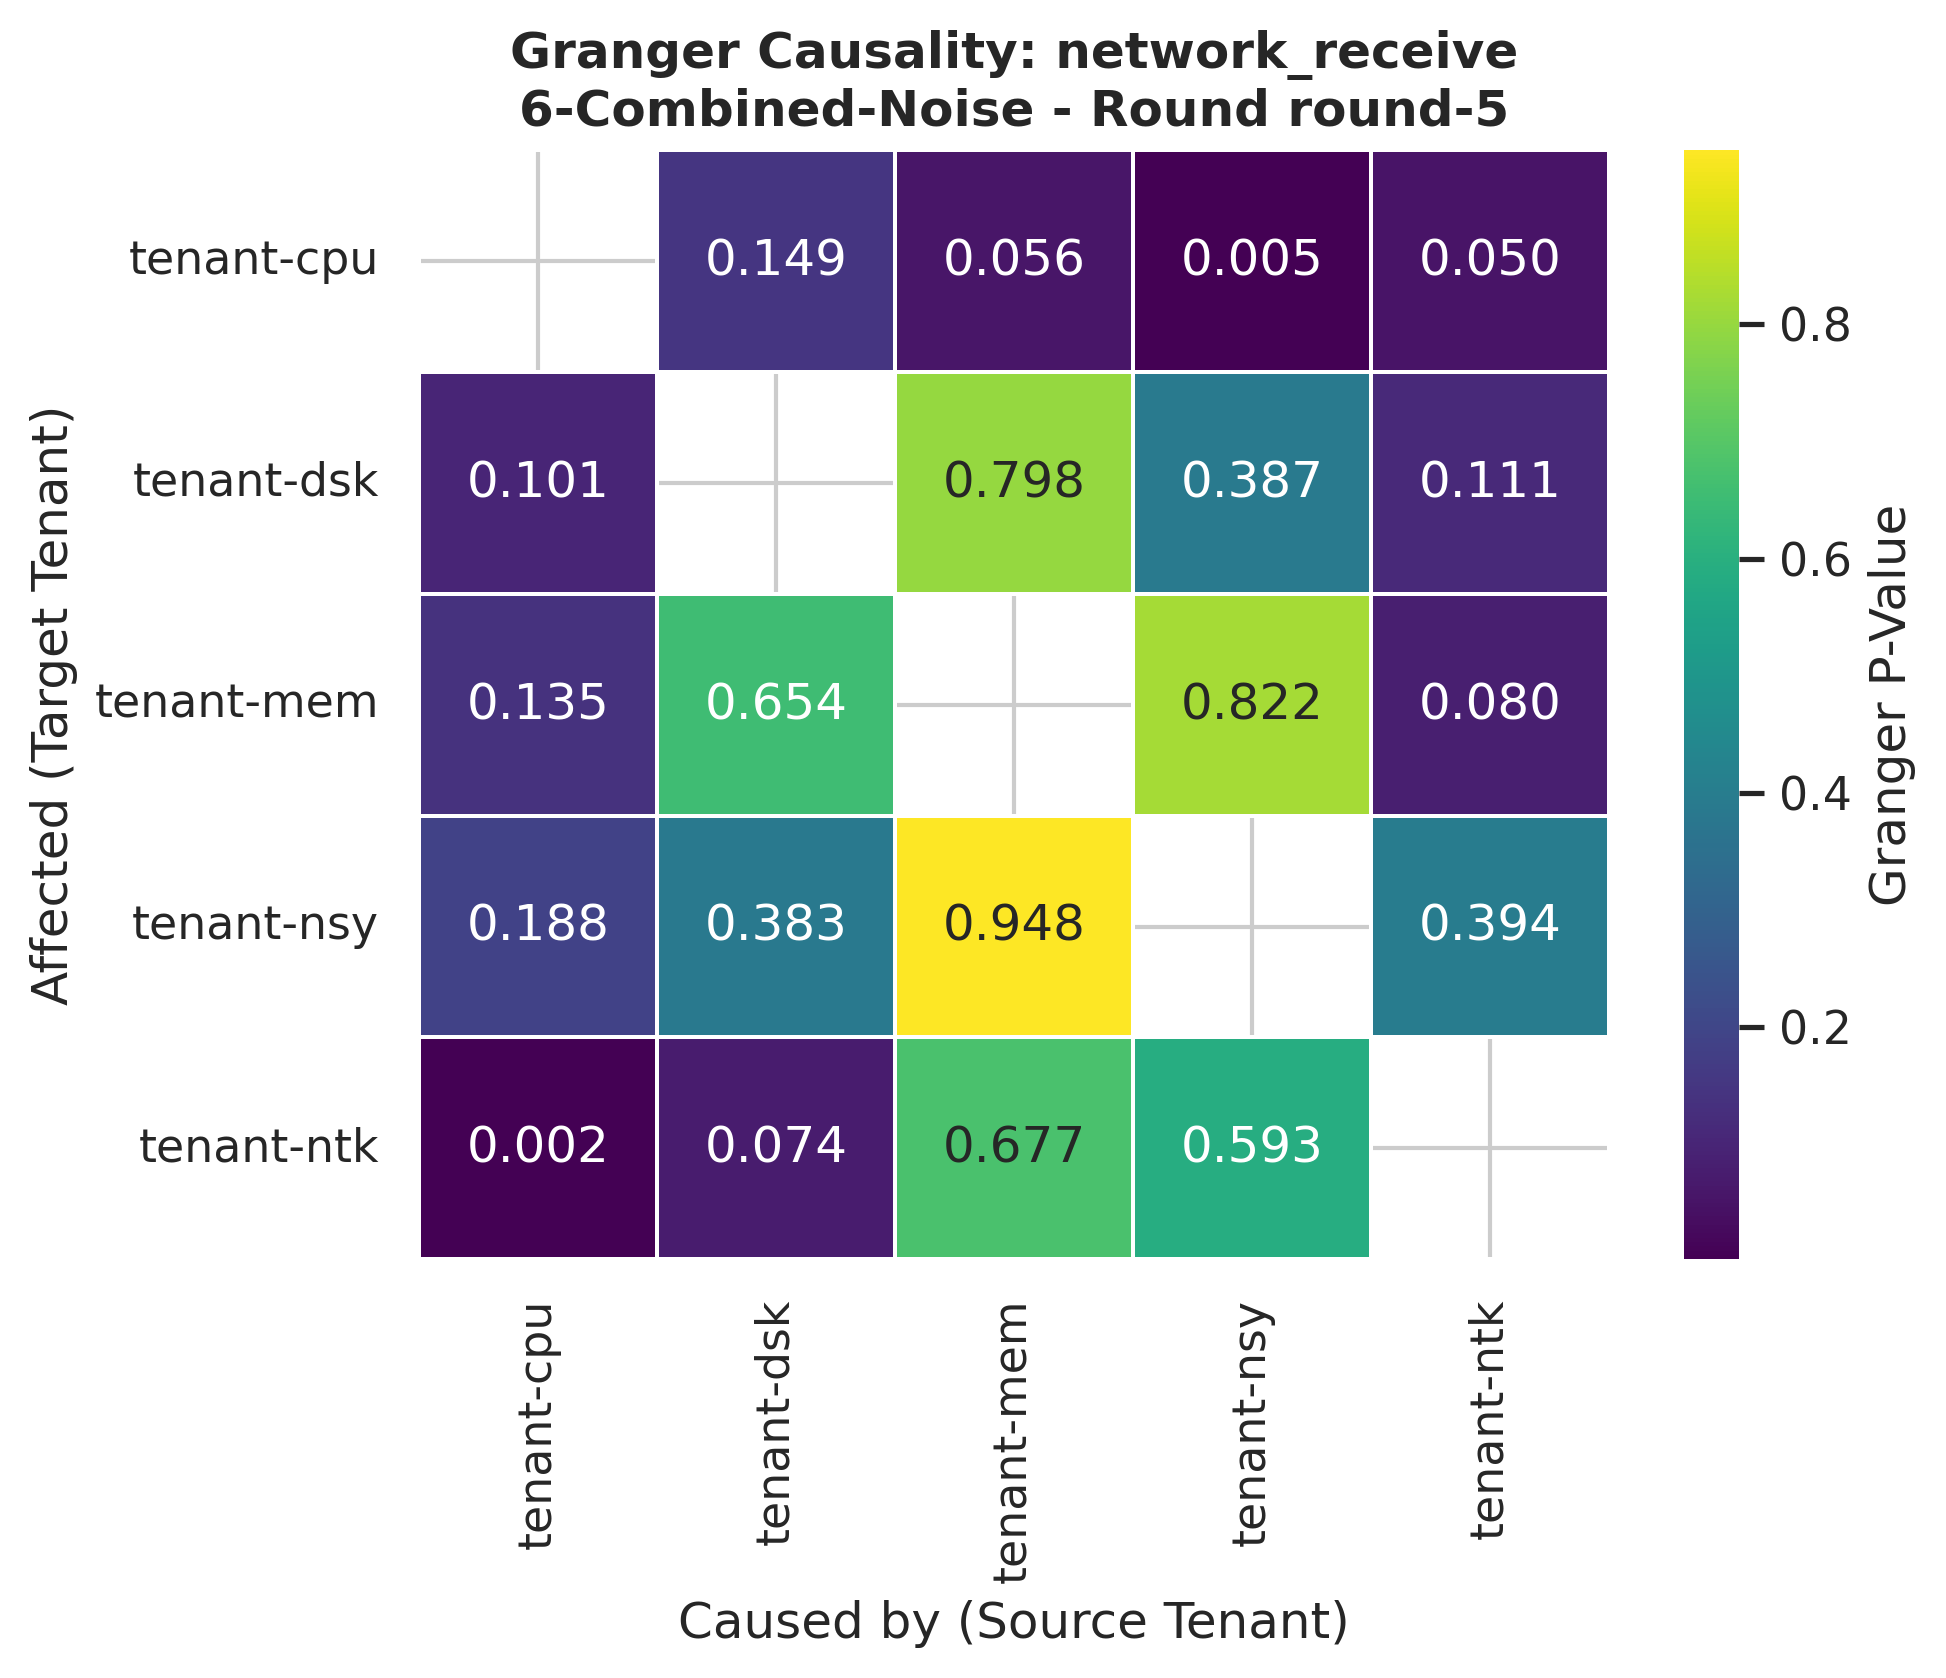 Granger Causality: network_receive
6-Combined-Noise - Round round-5
Affected (Target Tenant)
tenant-cpu
0.149 0.056 0.005 0.050
tenant-dsk
0.101 0.798 0.387 0.111
tenant-mem
0.135 0.654 0.822 0.080
tenant-nsy
0.188 0.383 0.948 0.394
tenant-ntk
0.002 0.074 0.677 0.593
tenant-cpu
tenant-dsk
tenant-mem
tenant-nsy
tenant-ntk
Caused by (Source Tenant)
0.8
0.6
0.4
0.2
Granger P-Value